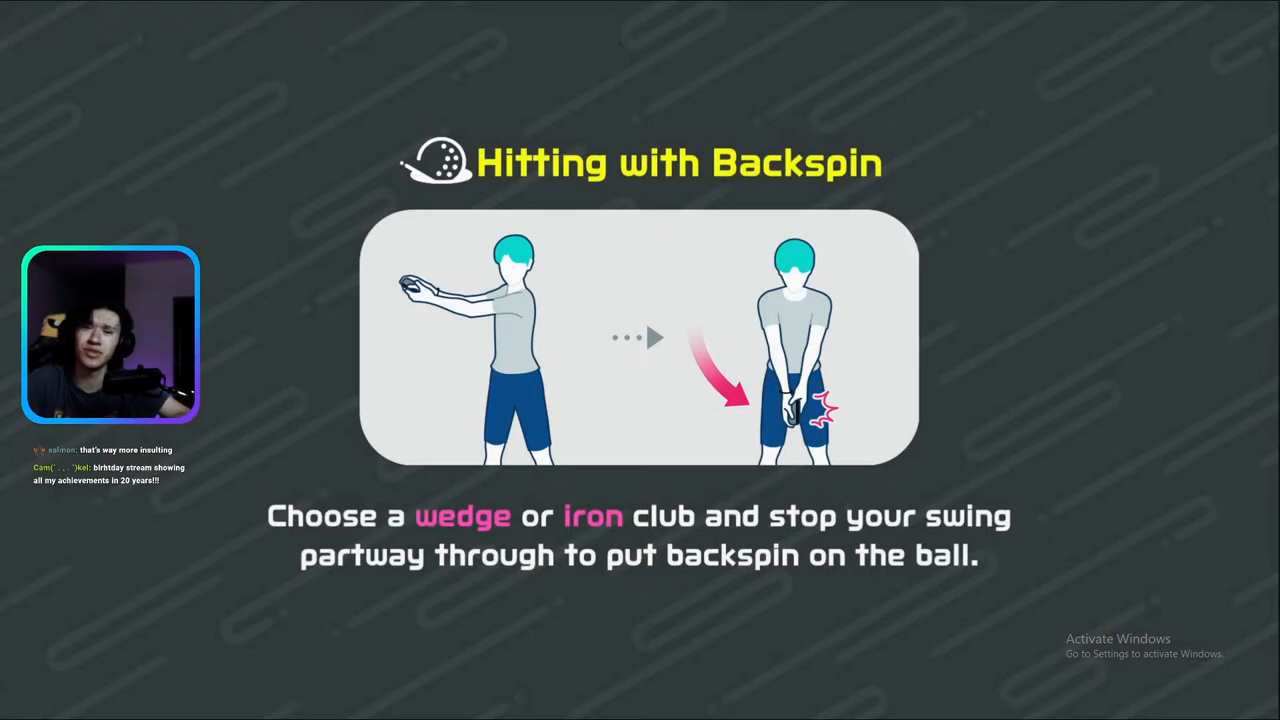 Hitting with Backspin
salmon: that's way more insulting
Cam(´ . , . `)kel: birhtday stream showing
all my achievements in 20 years!!!
Choose a wedge or iron club and stop your swing
partway through to put backspin on the ball.
Activate Windows
Go to Settings to activate Windows.